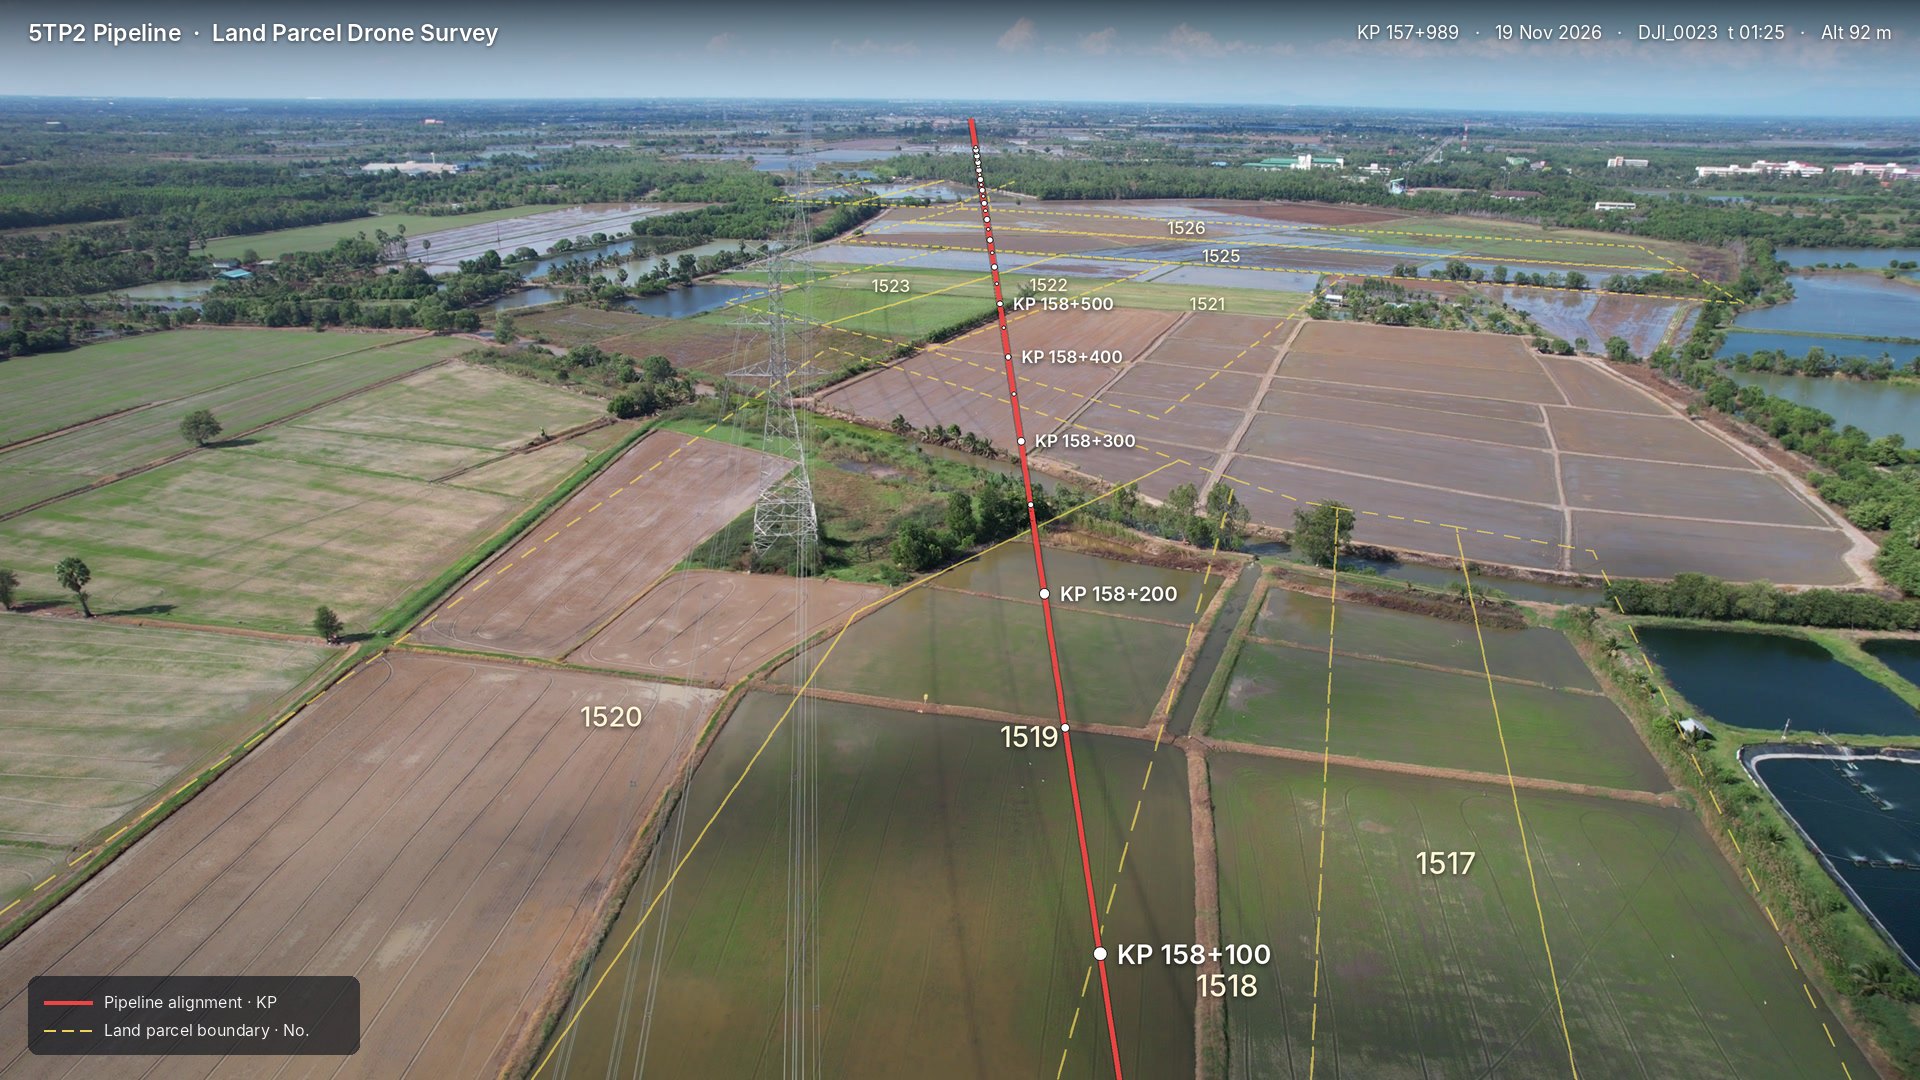 5TP2 Pipeline · Land Parcel Drone Survey
KP 157+989 · 19 Nov 2026 · DJI_0023 t 01:25 · Alt 92 m
1526
1525
1523
1522
KP 158+500
1521
KP 158+400
KP 158+300
KP 158+200
1520
1519
1517
KP 158+100
1518
Pipeline alignment · KP
Land parcel boundary · No.